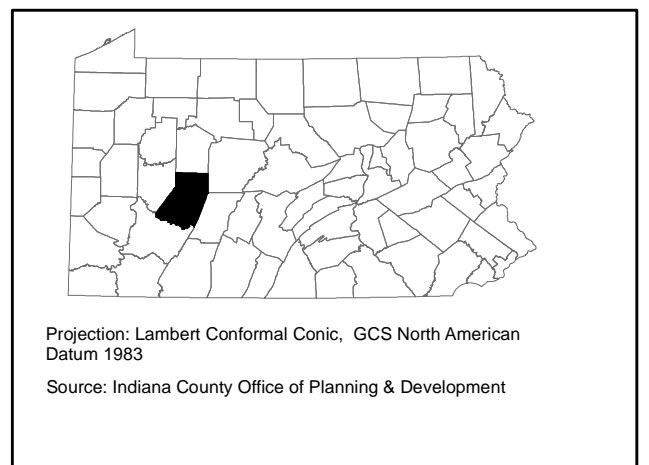 Projection: Lambert Conformal Conic,  GCS North American
Datum 1983
Source: Indiana County Office of Planning & Development